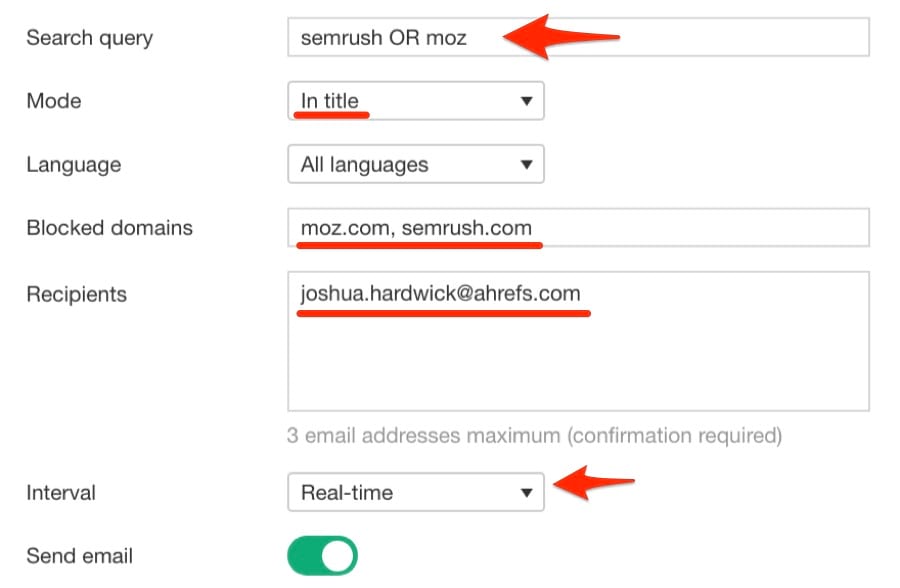 Search query
semrush OR moz
Mode
In title
Language
All languages
Blocked domains
moz.com, semrush.com
Recipients
joshua.hardwick@ahrefs.com
3 email addresses maximum (confirmation required)
Interval
Real-time
Send email